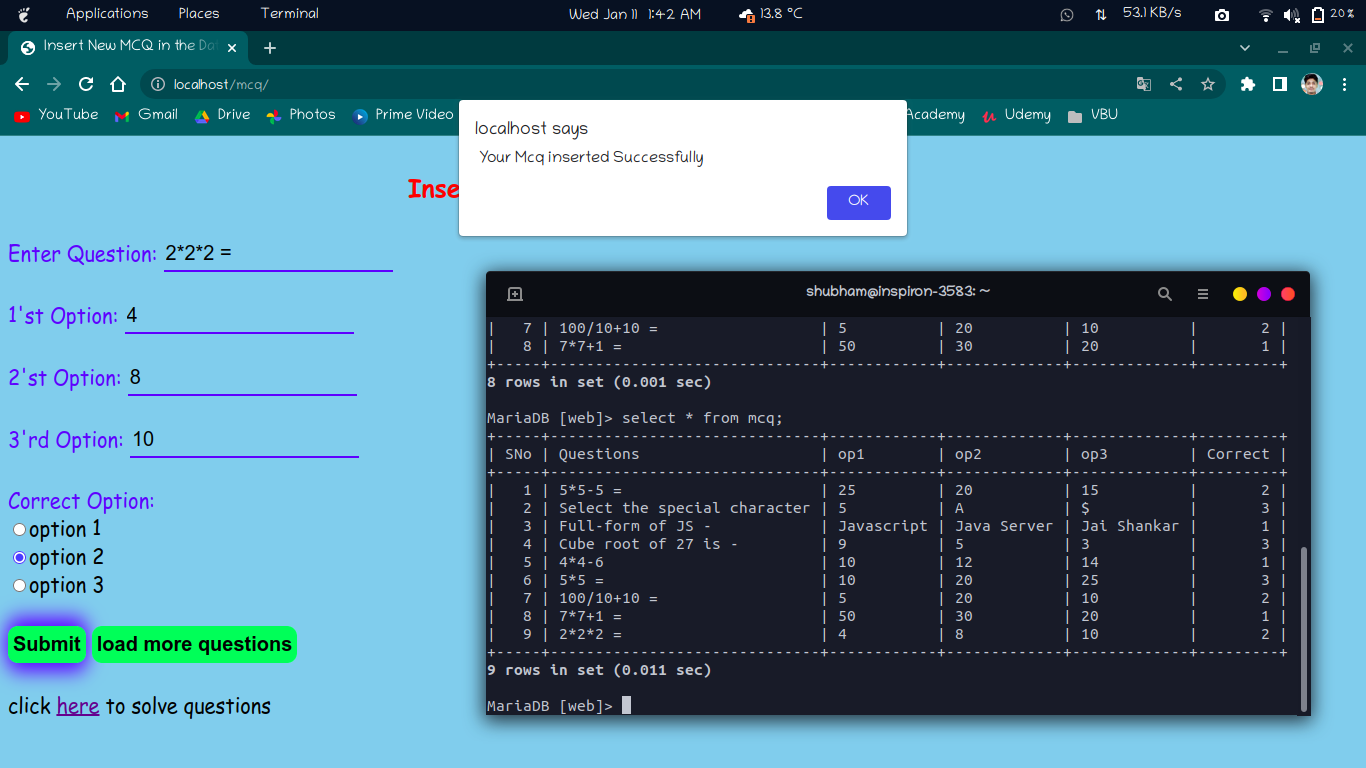 Applications Places Terminal Wed Jan 11 1:42 AM 13.8 °C 53.1 KB/s 20%
Insert New MCQ in the Da
localhost/mcq/
YouTube Gmail Drive Photos Prime Video Academy Udemy VBU
localhost says
Your Mcq inserted Successfully
OK
Inse
Enter Question: 2*2*2 =
1'st Option: 4
2'st Option: 8
3'rd Option: 10
Correct Option:
option 1
option 2
option 3
Submit load more questions
click here to solve questions
shubham@inspiron-3583: ~
| 7 | 100/10+10 = | 5 | 20 | 10 | 2 |
| 8 | 7*7+1 = | 50 | 30 | 20 | 1 |
+-----+------------------------------+------------+-------------+-------------+---------+
8 rows in set (0.001 sec)
MariaDB [web]> select * from mcq;
+-----+------------------------------+------------+-------------+-------------+---------+
| SNo | Questions | op1 | op2 | op3 | Correct |
+-----+------------------------------+------------+-------------+-------------+---------+
| 1 | 5*5-5 = | 25 | 20 | 15 | 2 |
| 2 | Select the special character | 5 | A | $ | 3 |
| 3 | Full-form of JS - | Javascript | Java Server | Jai Shankar | 1 |
| 4 | Cube root of 27 is - | 9 | 5 | 3 | 3 |
| 5 | 4*4-6 | 10 | 12 | 14 | 1 |
| 6 | 5*5 = | 10 | 20 | 25 | 3 |
| 7 | 100/10+10 = | 5 | 20 | 10 | 2 |
| 8 | 7*7+1 = | 50 | 30 | 20 | 1 |
| 9 | 2*2*2 = | 4 | 8 | 10 | 2 |
+-----+------------------------------+------------+-------------+-------------+---------+
9 rows in set (0.011 sec)
MariaDB [web]>